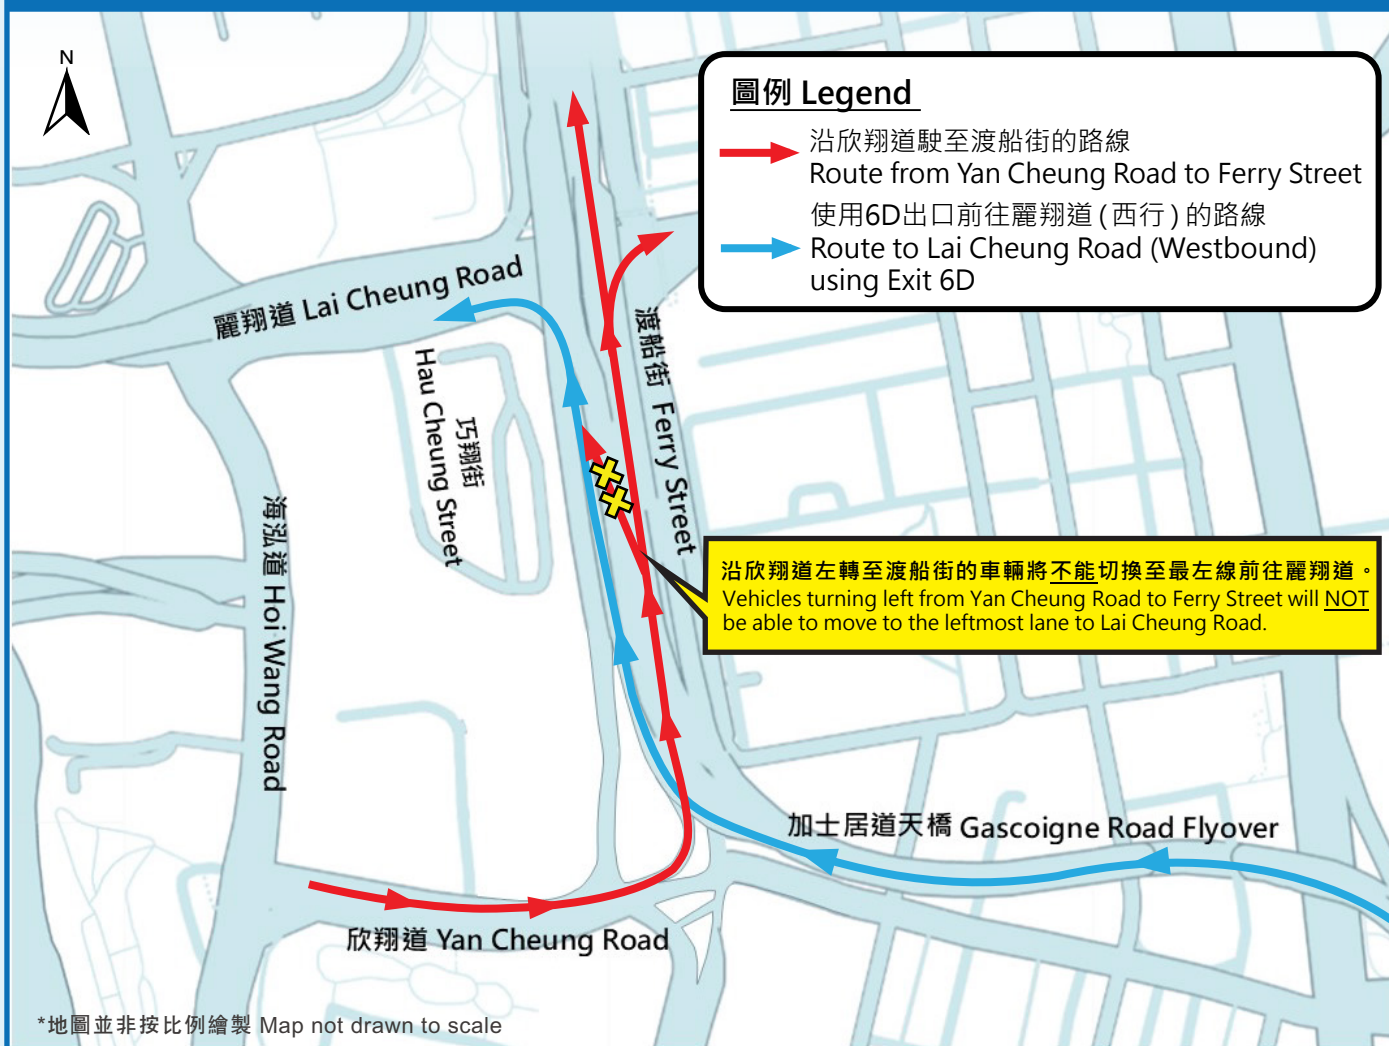 N
圖例 Legend
沿欣翔道駛至渡船街的路線
Route from Yan Cheung Road to Ferry Street
使用6D出口前往麗翔道 (西行) 的路線
Route to Lai Cheung Road (Westbound)
using Exit 6D
麗翔道 Lai Cheung Road
渡船街 Ferry Street
巧翔街
Hau Cheung Street
海泓道 Hoi Wang Road
沿欣翔道左轉至渡船街的車輛將不能切換至最左線前往麗翔道。
Vehicles turning left from Yan Cheung Road to Ferry Street will NOT
be able to move to the leftmost lane to Lai Cheung Road.
加士居道天橋 Gascoigne Road Flyover
欣翔道 Yan Cheung Road
*地圖並非按比例繪製 Map not drawn to scale